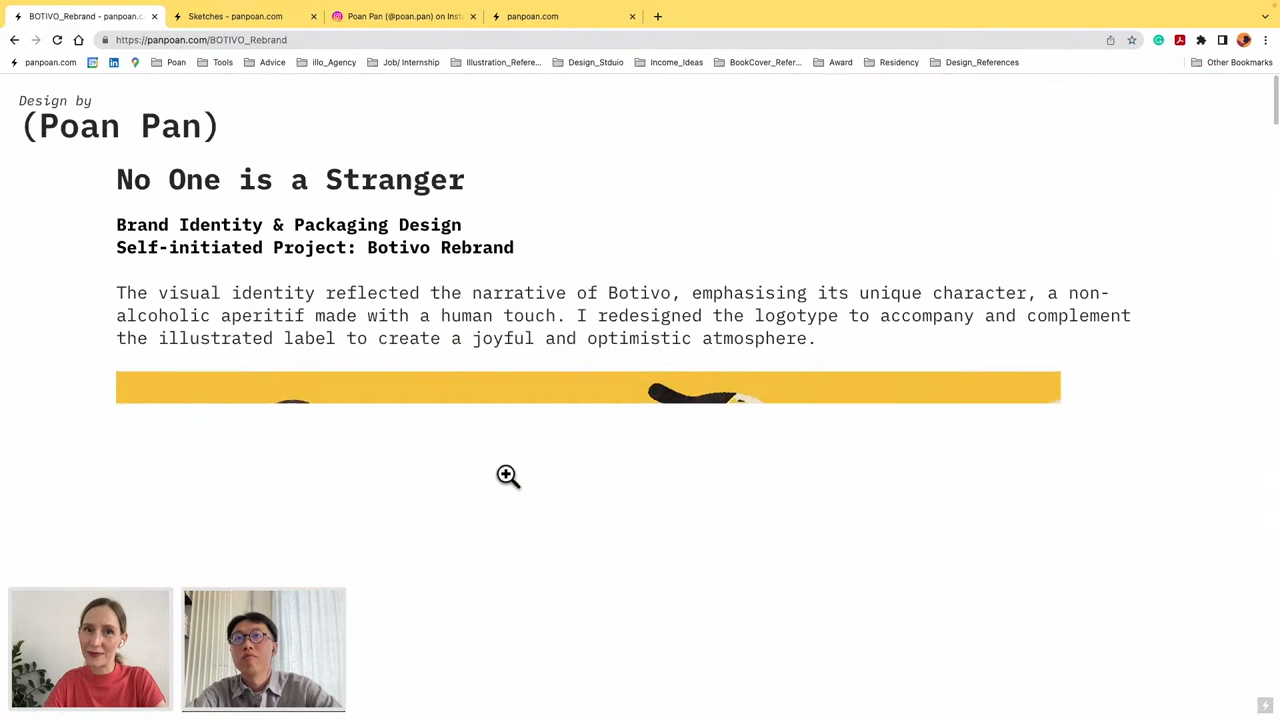 BOTIVO_Rebrand - panpoan.c
Sketches - panpoan.com
Poan Pan (@poan.pan) on Insta
panpoan.com
https://panpoan.com/BOTIVO_Rebrand
panpoan.com
Poan
Tools
Advice
illo_Agency
Job/ Internship
Illustration_Refere...
Design_Stduio
Income_Ideas
BookCover_Refer...
Award
Residency
Design_References
Other Bookmarks
Design by
(Poan Pan)
No One is a Stranger
Brand Identity & Packaging Design
Self-initiated Project: Botivo Rebrand
The visual identity reflected the narrative of Botivo, emphasising its unique character, a non-
alcoholic aperitif made with a human touch. I redesigned the logotype to accompany and complement
the illustrated label to create a joyful and optimistic atmosphere.